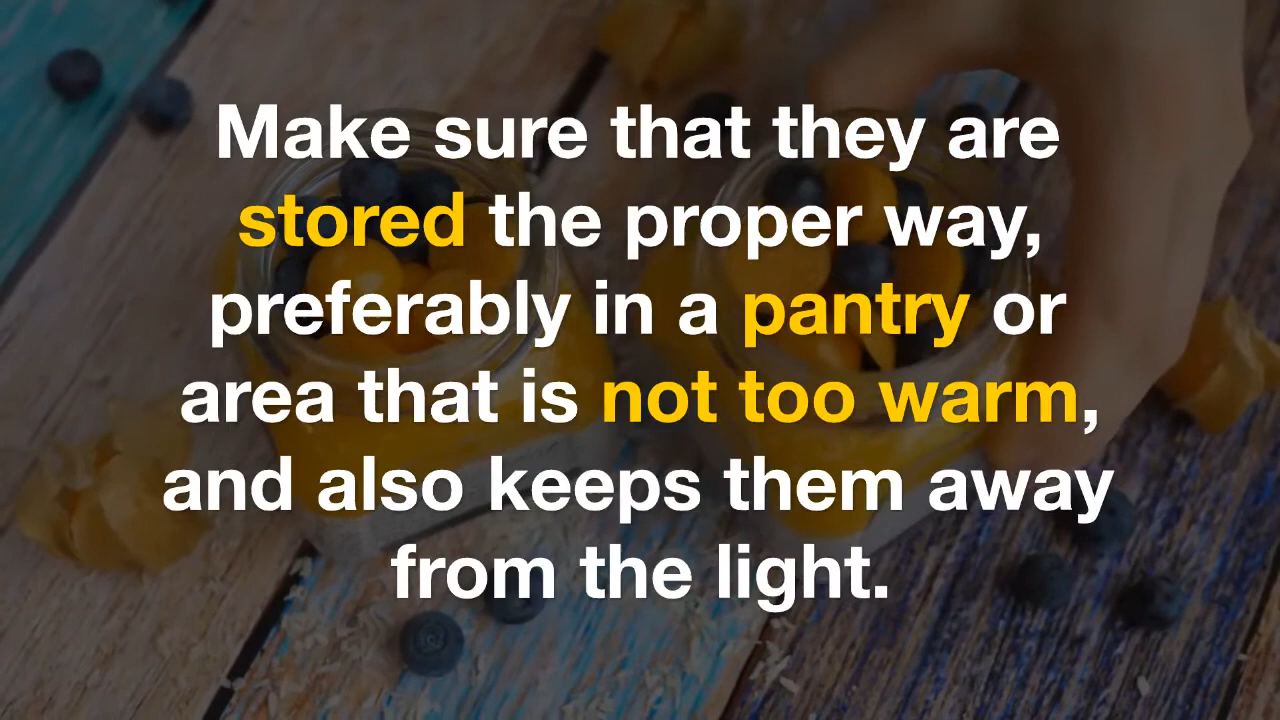 Make sure that they are
stored the proper way,
preferably in a pantry or
area that is not too warm,
and also keeps them away
from the light.